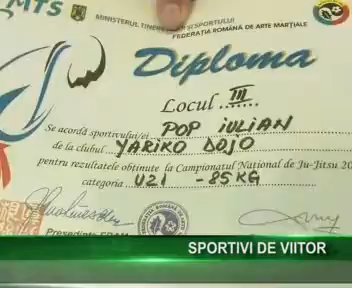 MTS
MINISTERUL TINERETULUI ȘI SPORTULUI
FEDERAȚIA ROMÂNĂ DE ARTE MARȚIALE
Diploma
Locul III
Se acordă sportivului/ei POP IULIAN
de la clubul YARIKO DOJO
pentru rezultatele obținute la Campionatul Național de Ju-Jitsu 20
categoria U21 -85KG
SPORTIVI DE VIITOR